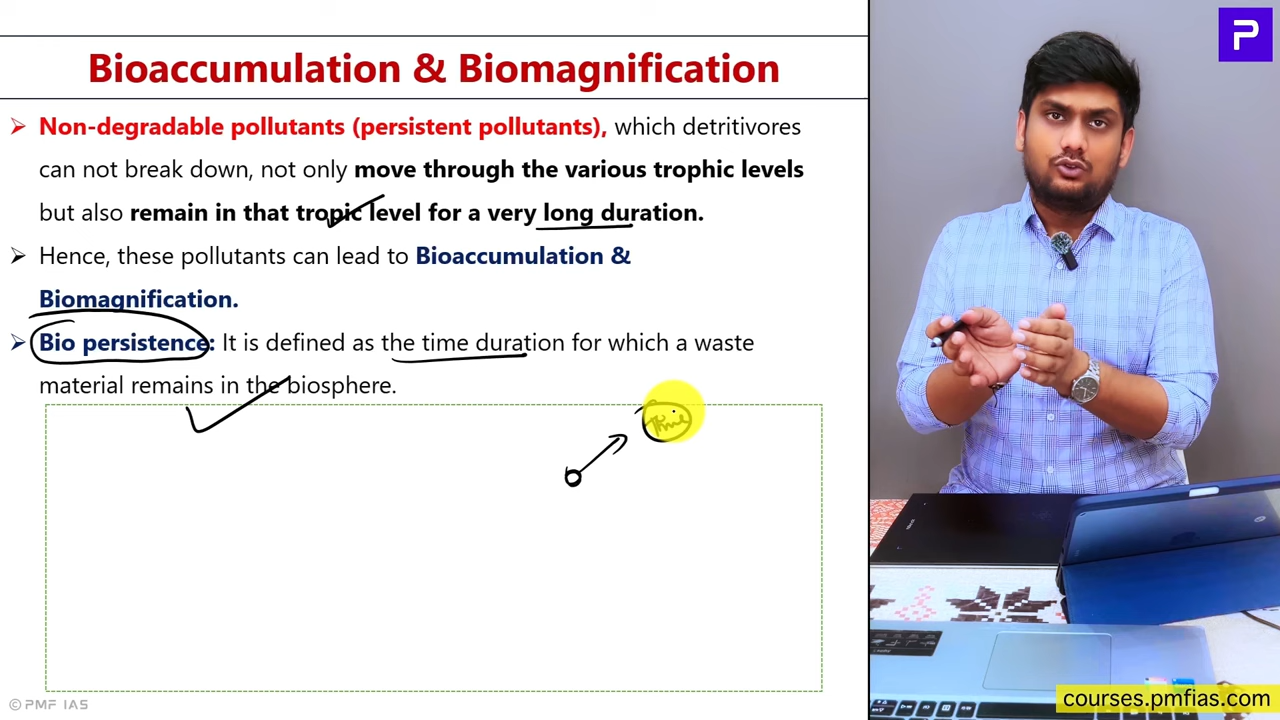 Bioaccumulation & Biomagnification
➢ Non-degradable pollutants (persistent pollutants), which detritivores
can not break down, not only move through the various trophic levels
but also remain in that tropic level for a very long duration.
➢ Hence, these pollutants can lead to Bioaccumulation &
Biomagnification.
➢ Bio persistence: It is defined as the time duration for which a waste
material remains in the biosphere.
Time
© PMF IAS
P
courses.pmfias.com